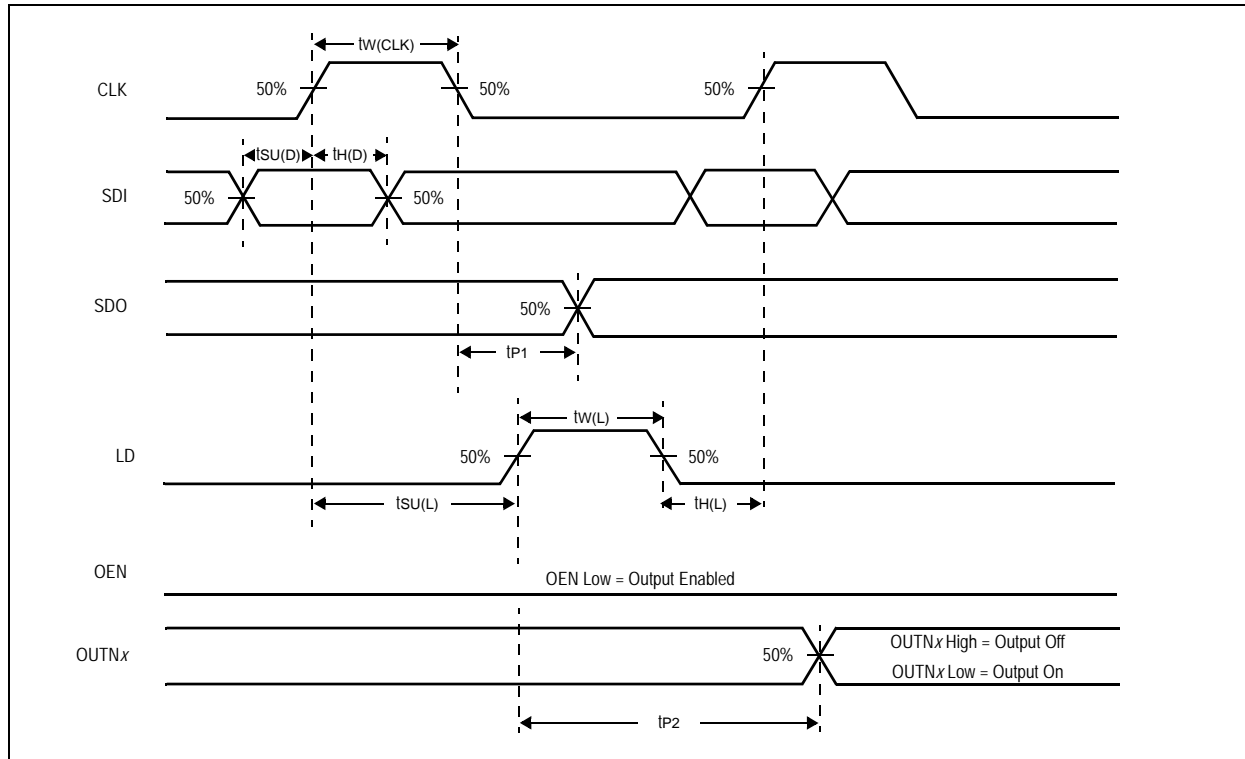 tW(CLK)
CLK
50%
50%
50%
tSU(D)
tH(D)
SDI
50%
50%
SDO
50%
tP1
tW(L)
LD
50%
50%
tSU(L)
tH(L)
OEN
OEN Low = Output Enabled
OUTNx
50%
OUTNx High = Output Off
OUTNx Low = Output On
tP2